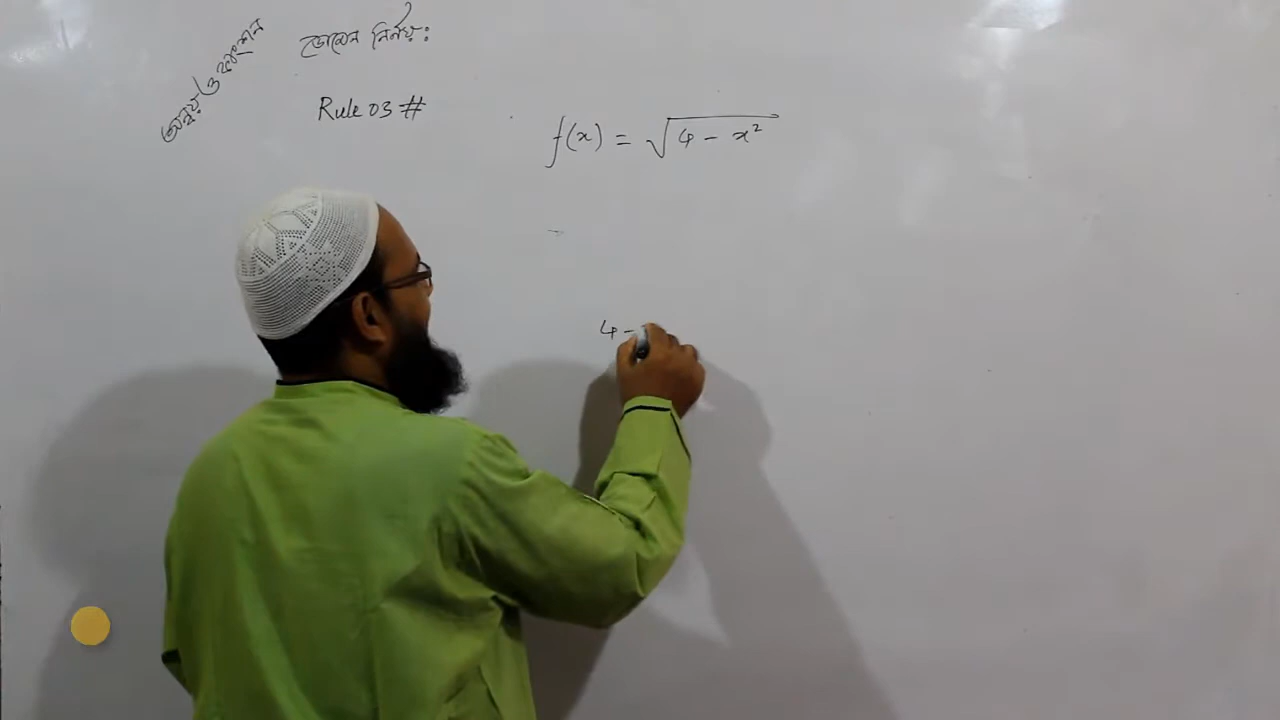 অন্বয় ও ফাংশন
ডোমেন নির্ণয়:
Rule 03 #
f(x) = √(4 - x²)
4 -